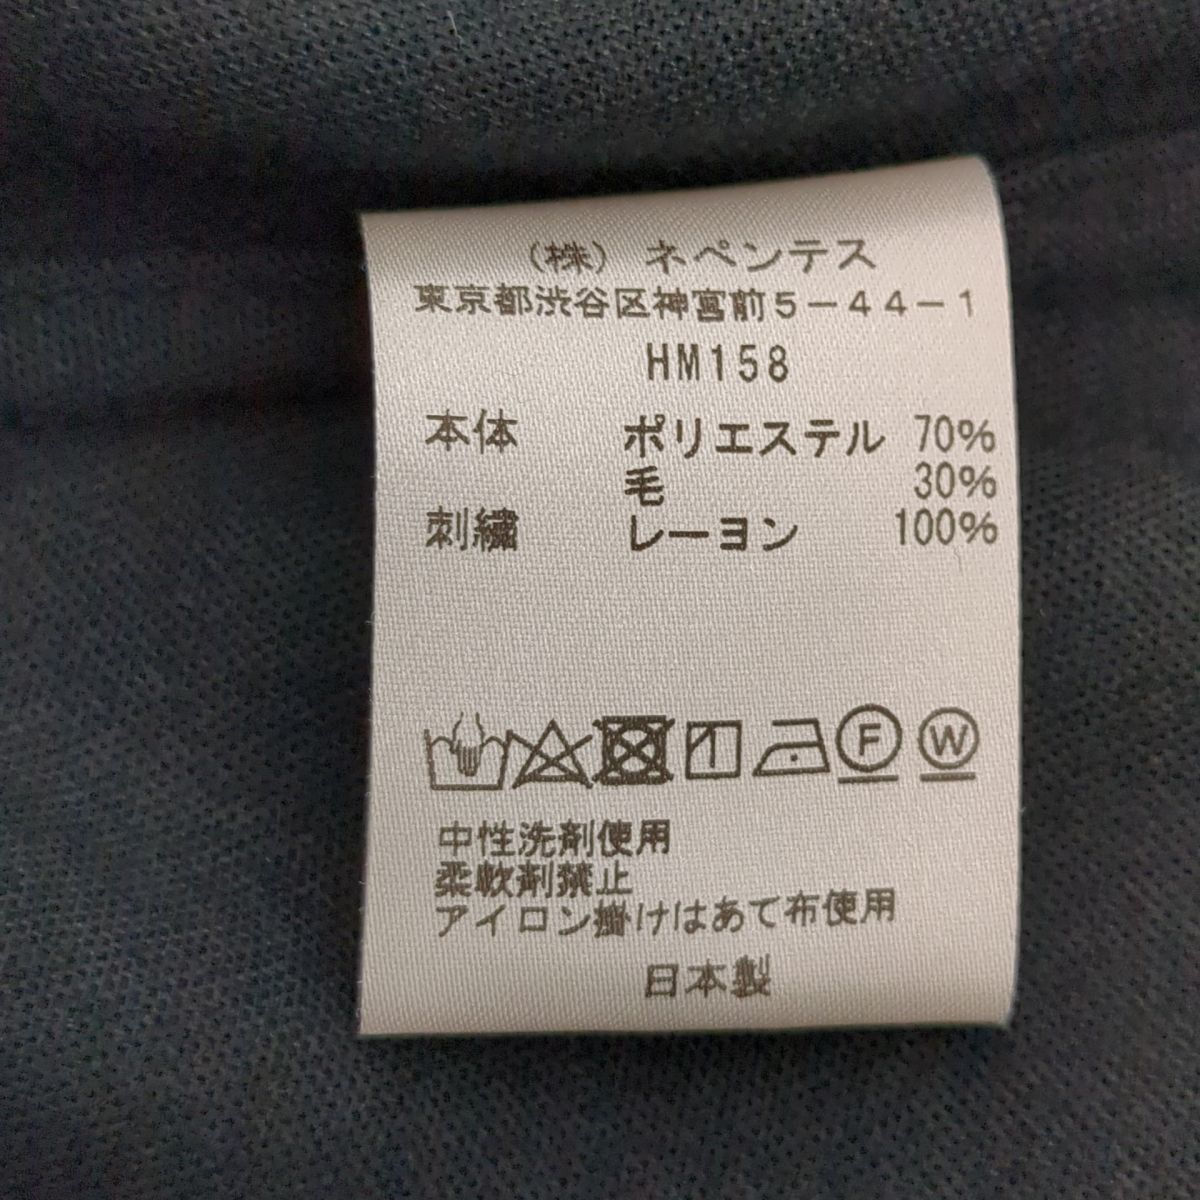 (株) ネペンテス
東京都渋谷区神宮前5-44-1
HM158
本体 ポリエステル 70%
毛 30%
刺繍 レーヨン 100%
F W
中性洗剤使用
柔軟剤禁止
アイロン掛けはあて布使用
日本製